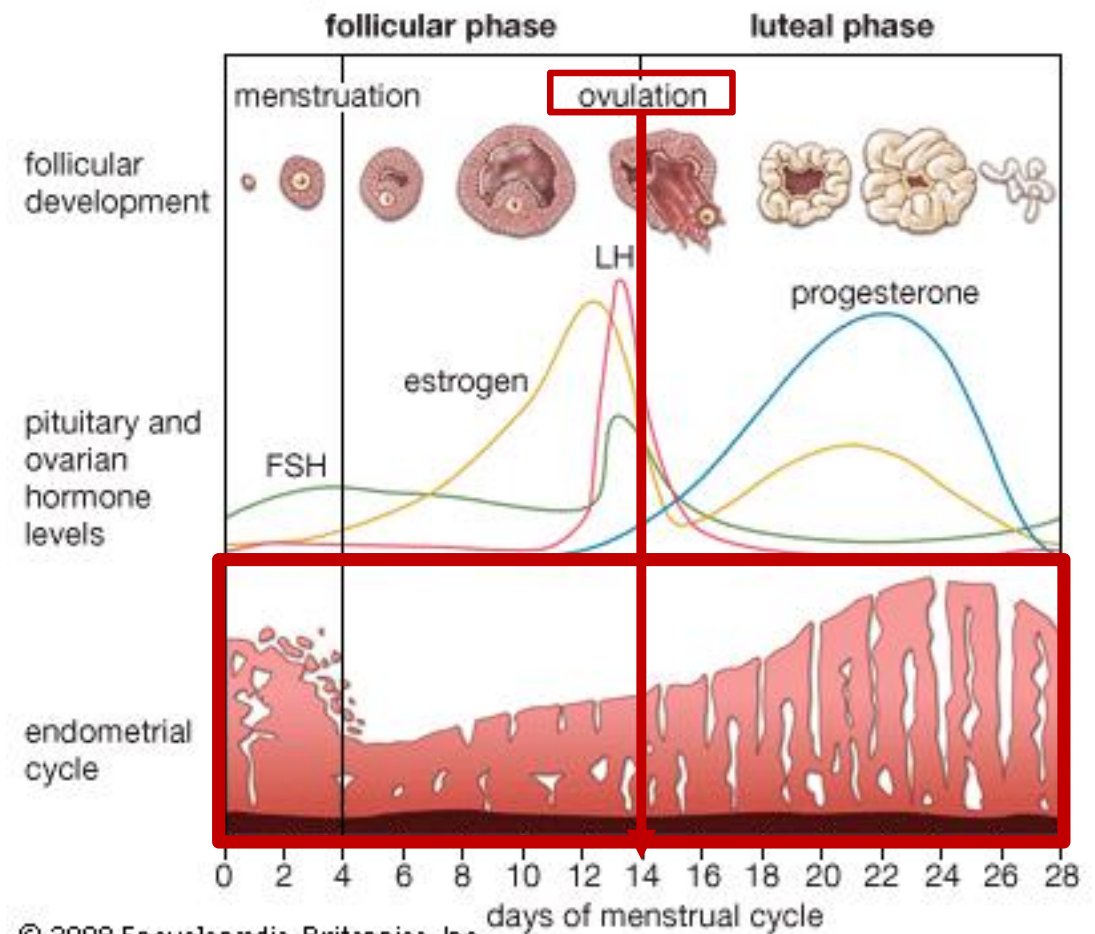 follicular phase
luteal phase
menstruation
ovulation
follicular
development
LH
progesterone
estrogen
pituitary and
ovarian
hormone
levels
FSH
endometrial
cycle
0 2 4 6 8 10 12 14 16 18 20 22 24 26 28
days of menstrual cycle
©